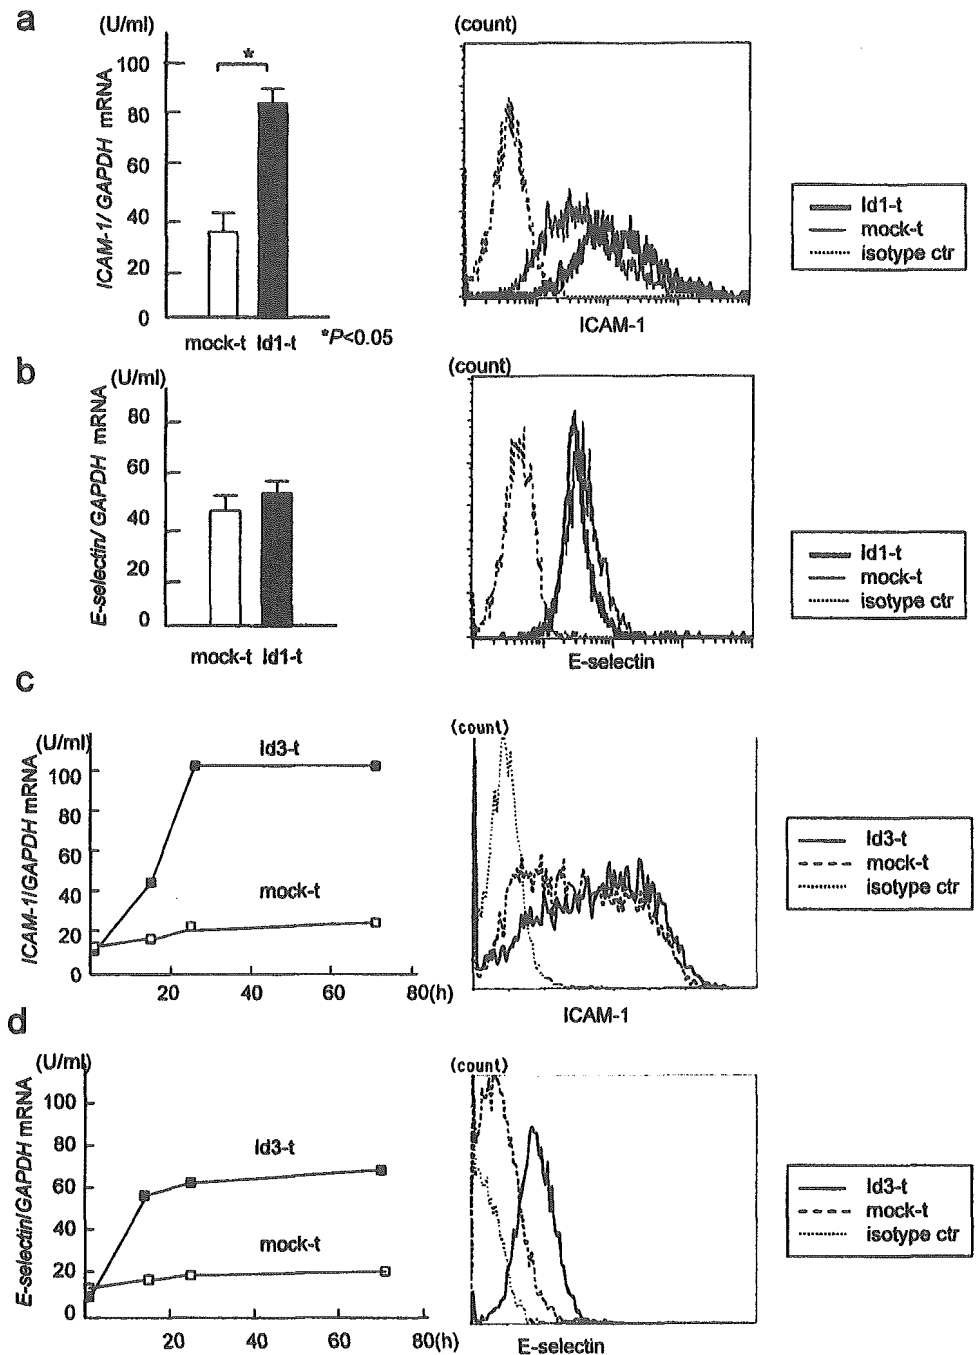 a
(U/ml)
ICAM-1/ GAPDH mRNA
100
80
60
40
20
0
*
mock-t Id1-t
*P<0.05
(count)
ICAM-1
Id1-t
mock-t
isotype ctr
b
(U/ml)
E-selectin/ GAPDH mRNA
80
60
40
20
0
mock-t Id1-t
(count)
E-selectin
Id1-t
mock-t
isotype ctr
c
(U/ml)
ICAM-1/GAPDH mRNA
100
80
60
40
20
0
Id3-t
mock-t
20 40 60 80(h)
(count)
ICAM-1
Id3-t
mock-t
isotype ctr
d
(U/ml)
E-selectin/GAPDH mRNA
100
80
60
40
20
0
Id3-t
mock-t
20 40 60 80(h)
(count)
E-selectin
Id3-t
mock-t
isotype ctr